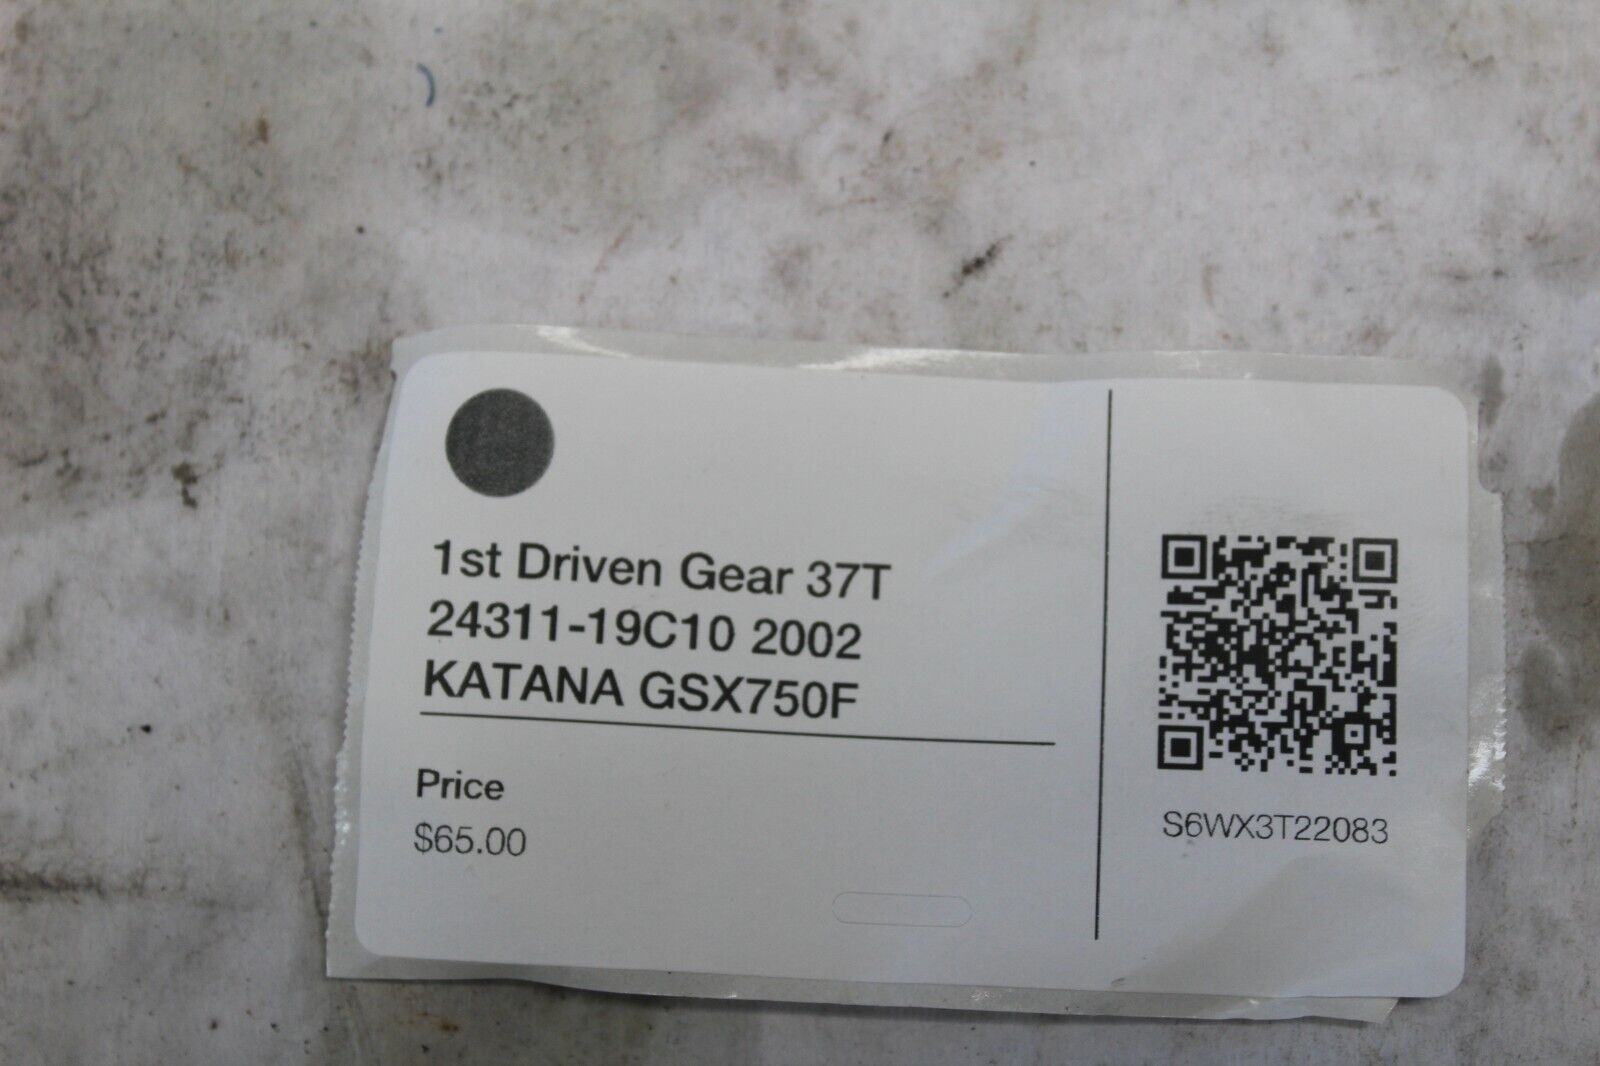 1st Driven Gear 37T
24311-19C10 2002
KATANA GSX750F
Price
$65.00
S6WX3T22083